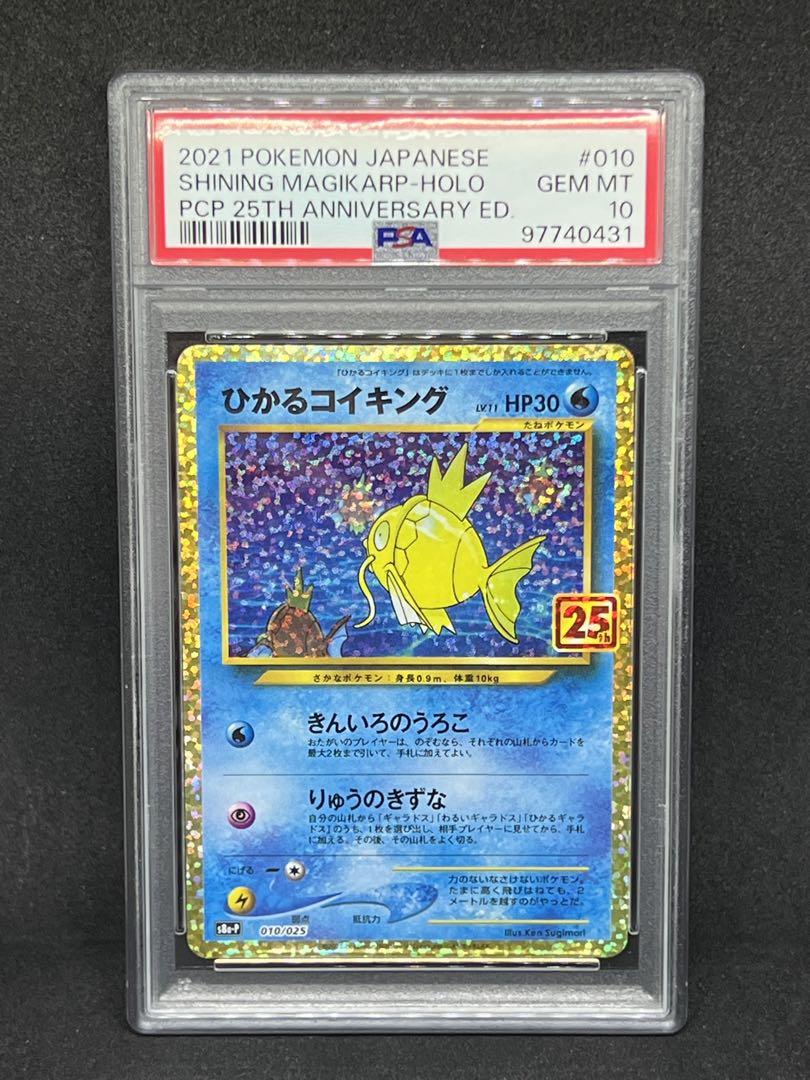 2021 POKEMON JAPANESE #010
SHINING MAGIKARP-HOLO GEM MT
PCP 25TH ANNIVERSARY ED. 10
PSA 97740431
「ひかるコイキング」はデッキに1枚までしか入れることができません。
ひかるコイキング LV.11 HP30
たねポケモン
25th
さかなポケモン：身長0.9m、体重10kg
きんいろのうろこ
おたがいのプレイヤーは、のぞむなら、それぞれの山札からカードを
最大2枚まで引いて、手札に加えてよい。
りゅうのきずな
自分の山札から「ギャラドス」「わるいギャラドス」「ひかるギャラ
ドス」のうち、1枚を選び出し、相手プレイヤーに見せてから、手札
に加える。その後、その山札をよく切る。
にげる
力のないなさけないポケモン。
たまに高く飛びはねても、2
メートルを越すのがやっとだ。
弱点 抵抗力
s8a-P 010/025
Illus.Ken Sugimori